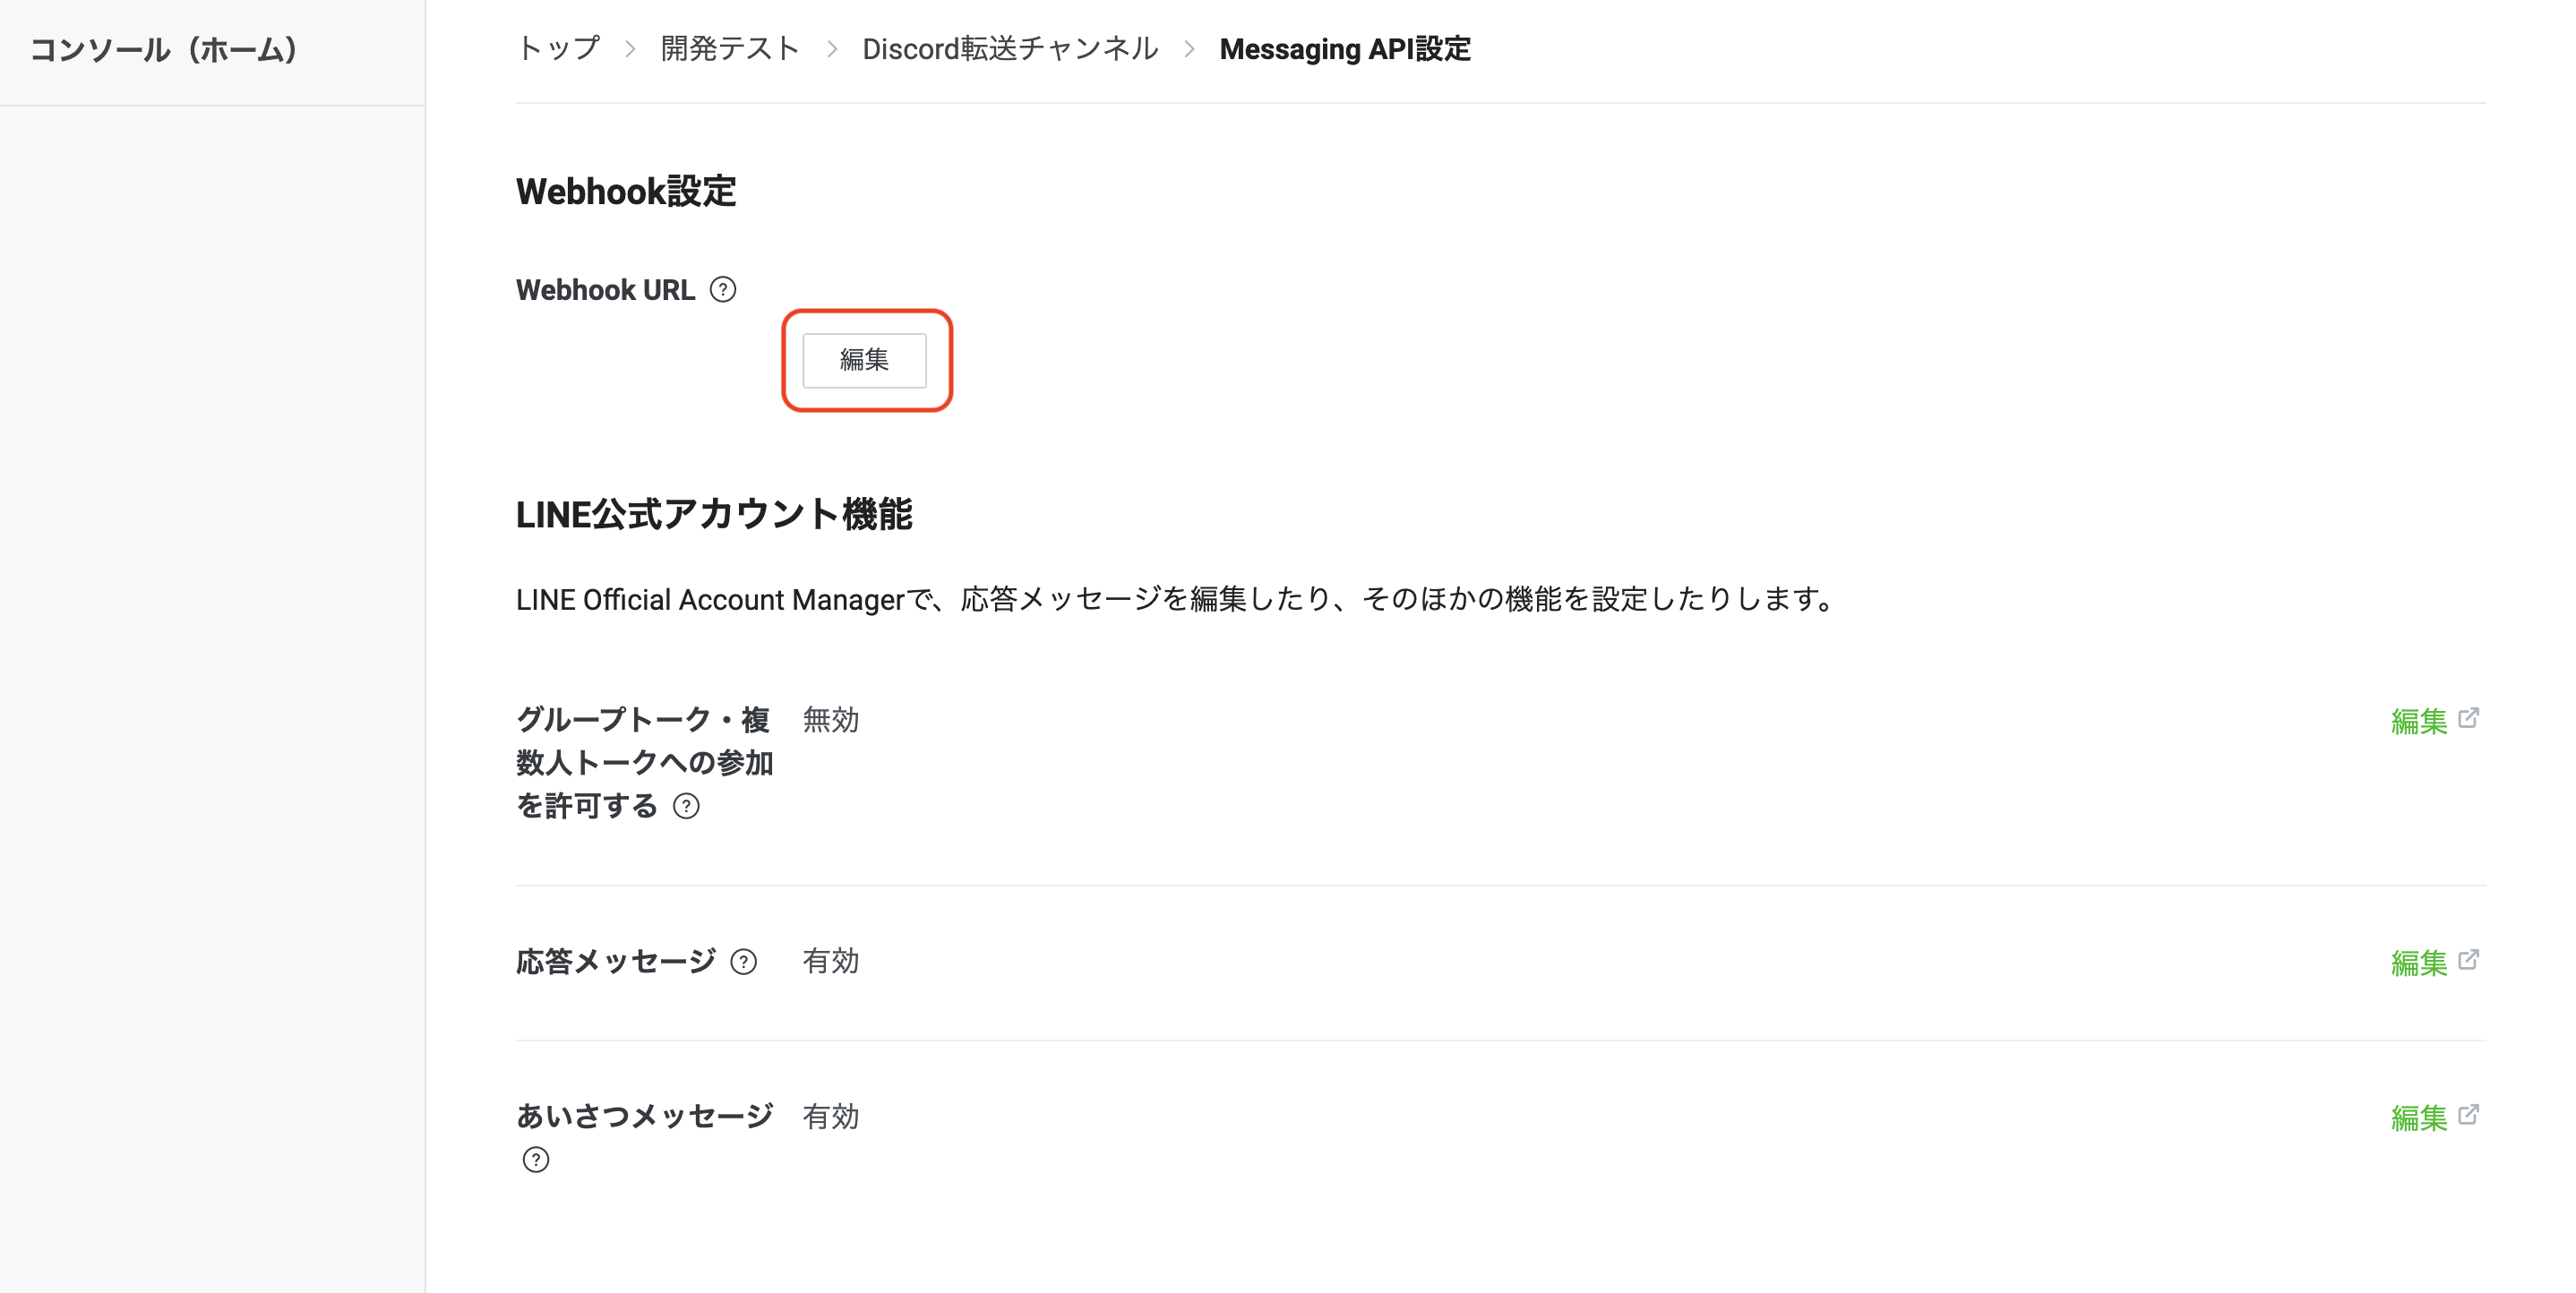 コンソール（ホーム）
トップ > 開発テスト > Discord転送チャンネル > Messaging API設定
Webhook設定
Webhook URL ?
編集
LINE公式アカウント機能
LINE Official Account Managerで、応答メッセージを編集したり、そのほかの機能を設定したりします。
グループトーク・複 無効 編集
数人トークへの参加
を許可する ?
応答メッセージ ? 有効 編集
あいさつメッセージ 有効 編集
?